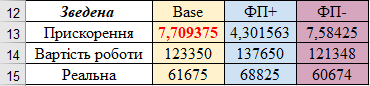 12 Зведена Base ФП+ ФП-
13 Прискорення 7,709375 4,301563 7,58425
14 Вартість роботи 123350 137650 121348
15 Реальна 61675 68825 60674